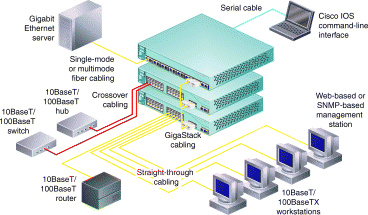 Gigabit
Ethernet
server
Serial cable
Cisco IOS
command-line
interface
Single-mode
or multimode
fiber cabling
Crossover
cabling
10BaseT/
100BaseT
hub
10BaseT/
100BaseT
switch
GigaStack
cabling
Web-based or
SNMP-based
management
station
10BaseT/
100BaseT
router
Straight-through
cabling
10BaseT/
100BaseTX
workstations